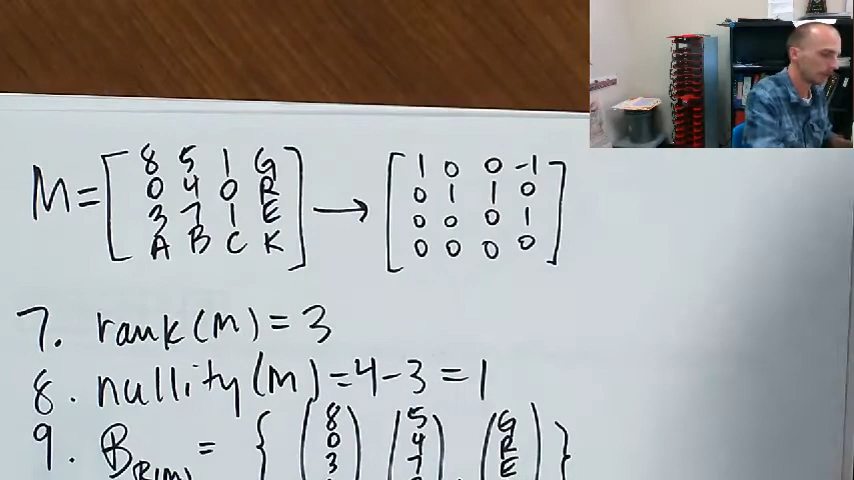 M = [ 8 5 1 G → [ 1 0 0 -1
0 4 0 R 0 1 1 0
3 7 1 E 0 0 0 1
A B C K ] 0 0 0 0 ]
7. rank(M) = 3
8. nullity(M) = 4-3 = 1
9. B R(M) = { ( 8 0 3 ) ( 5 4 7 ) , ( G R E ) }